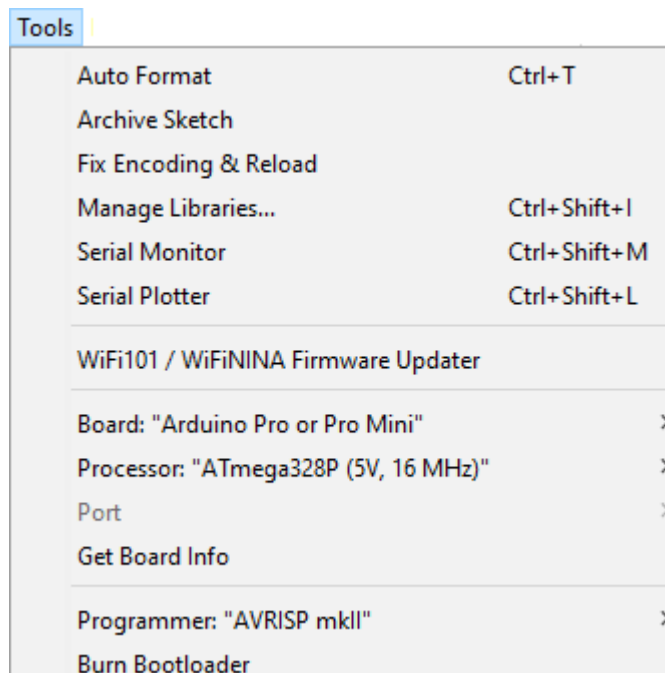 Tools
Auto Format Ctrl+T
Archive Sketch
Fix Encoding & Reload
Manage Libraries... Ctrl+Shift+I
Serial Monitor Ctrl+Shift+M
Serial Plotter Ctrl+Shift+L
WiFi101 / WiFiNINA Firmware Updater
Board: "Arduino Pro or Pro Mini"
Processor: "ATmega328P (5V, 16 MHz)"
Port
Get Board Info
Programmer: "AVRISP mkII"
Burn Bootloader